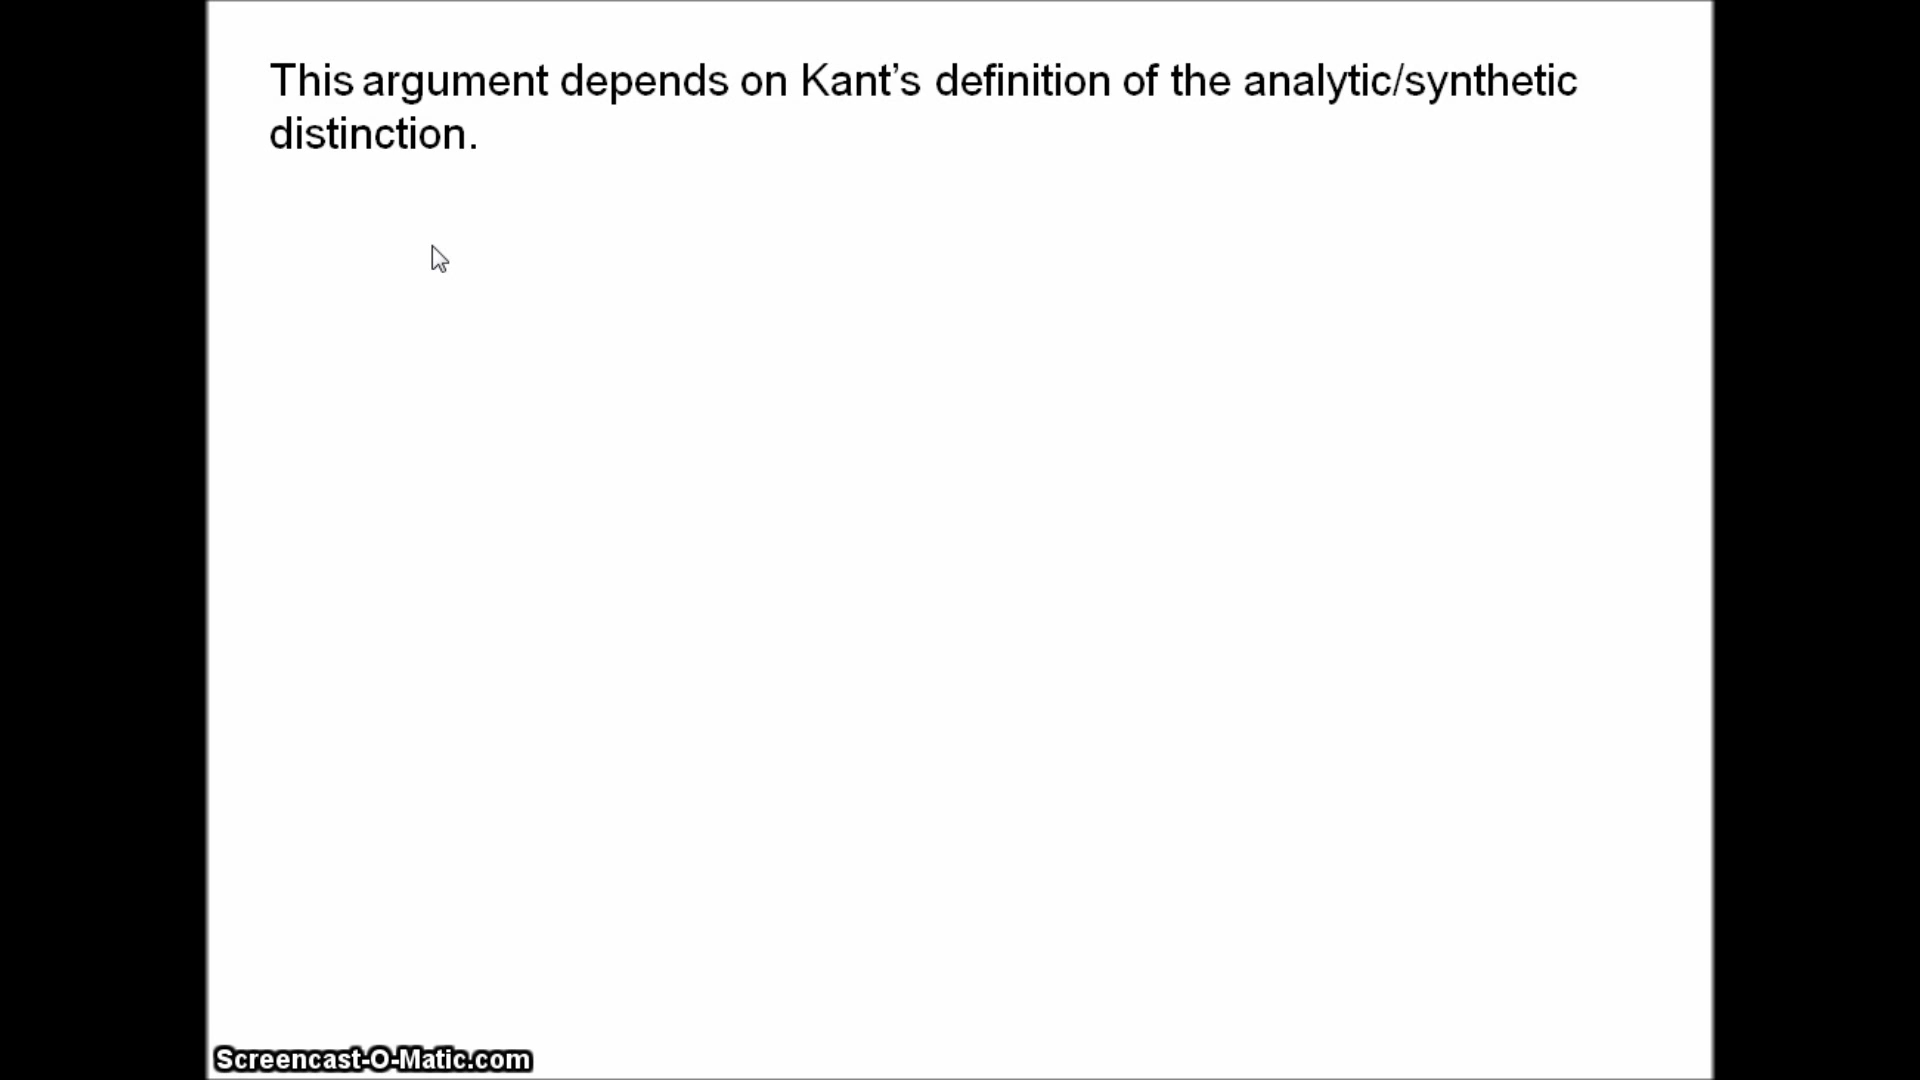 This argument depends on Kant’s definition of the analytic/synthetic
distinction.
Screencast-O-Matic.com